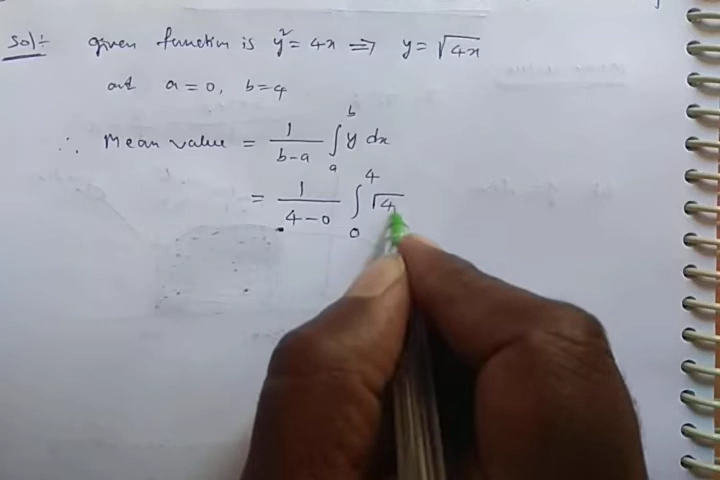 Sol:- given function is y² = 4x ⟹ y = √4x
and a = 0, b = 4
∴ Mean value = 1/(b-a) ∫ₐᵇ y dx
= 1/(4-0) ∫₀⁴ √4